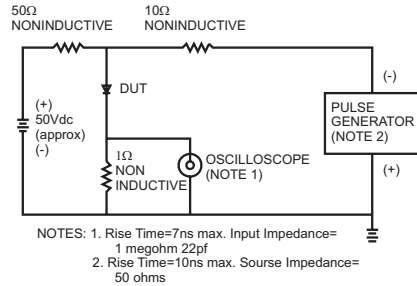 50Ω
NONINDUCTIVE
10Ω
NONINDUCTIVE
(+)
50Vdc
(approx)
(-)
DUT
1Ω
NON
INDUCTIVE
OSCILLOSCOPE
(NOTE 1)
(-)
PULSE
GENERATOR
(NOTE 2)
(+)
NOTES: 1. Rise Time=7ns max. Input Impedance=
1 megohm 22pf
2. Rise Time=10ns max. Sourse Impedance=
50 ohms